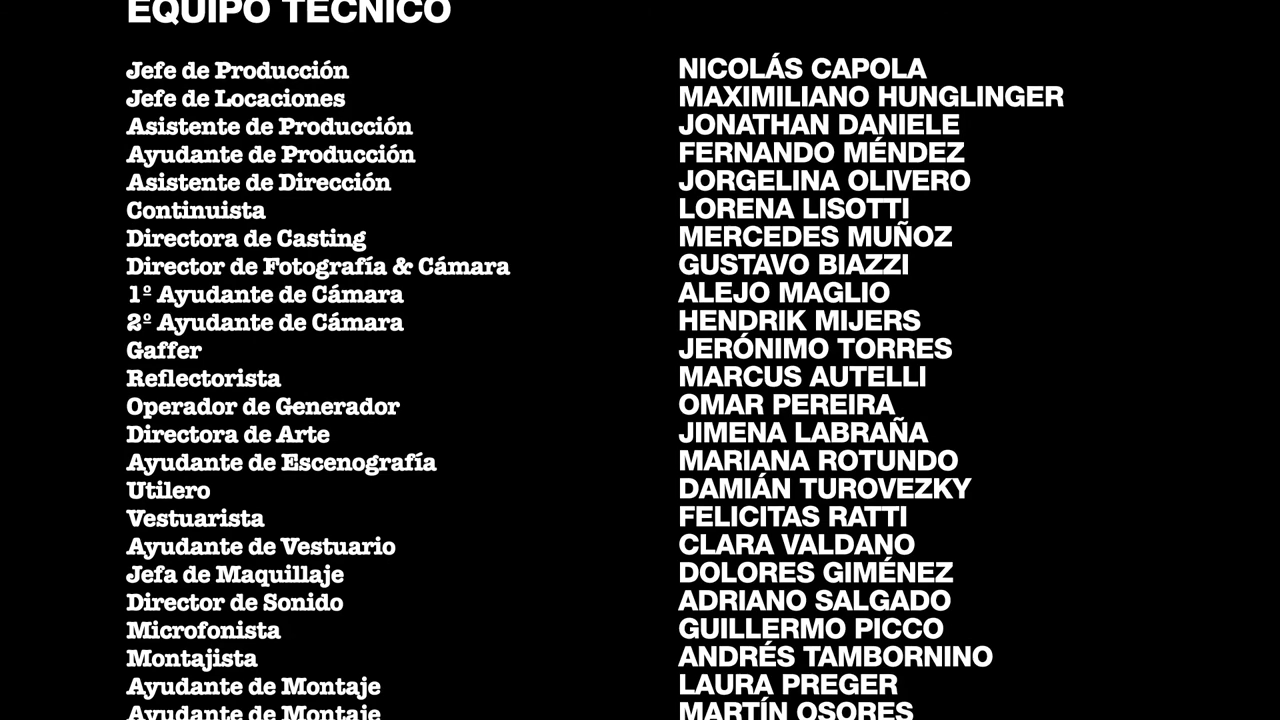 EQUIPO TÉCNICO
Jefe de Producción NICOLÁS CAPOLA
Jefe de Locaciones MAXIMILIANO HUNGLINGER
Asistente de Producción JONATHAN DANIELE
Ayudante de Producción FERNANDO MÉNDEZ
Asistente de Dirección JORGELINA OLIVERO
Continuista LORENA LISOTTI
Directora de Casting MERCEDES MUÑOZ
Director de Fotografía & Cámara GUSTAVO BIAZZI
1º Ayudante de Cámara ALEJO MAGLIO
2º Ayudante de Cámara HENDRIK MIJERS
Gaffer JERÓNIMO TORRES
Reflectorista MARCUS AUTELLI
Operador de Generador OMAR PEREIRA
Directora de Arte JIMENA LABRAÑA
Ayudante de Escenografía MARIANA ROTUNDO
Utilero DAMIÁN TUROVEZKY
Vestuarista FELICITAS RATTI
Ayudante de Vestuario CLARA VALDANO
Jefa de Maquillaje DOLORES GIMÉNEZ
Director de Sonido ADRIANO SALGADO
Microfonista GUILLERMO PICCO
Montajista ANDRÉS TAMBORNINO
Ayudante de Montaje LAURA PREGER
Ayudante de Montaje MARTÍN OSORES